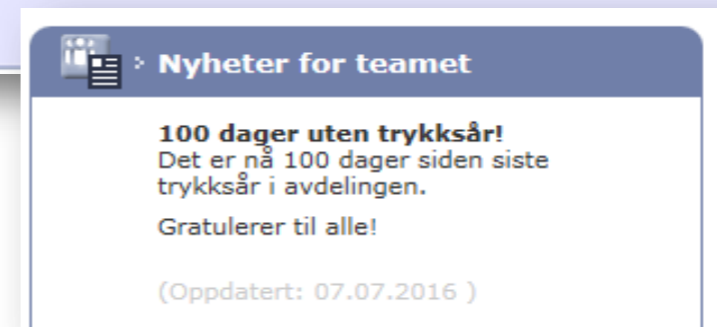 Nyheter for teamet
100 dager uten trykksår!
Det er nå 100 dager siden siste
trykksår i avdelingen.
Gratulerer til alle!
(Oppdatert: 07.07.2016 )